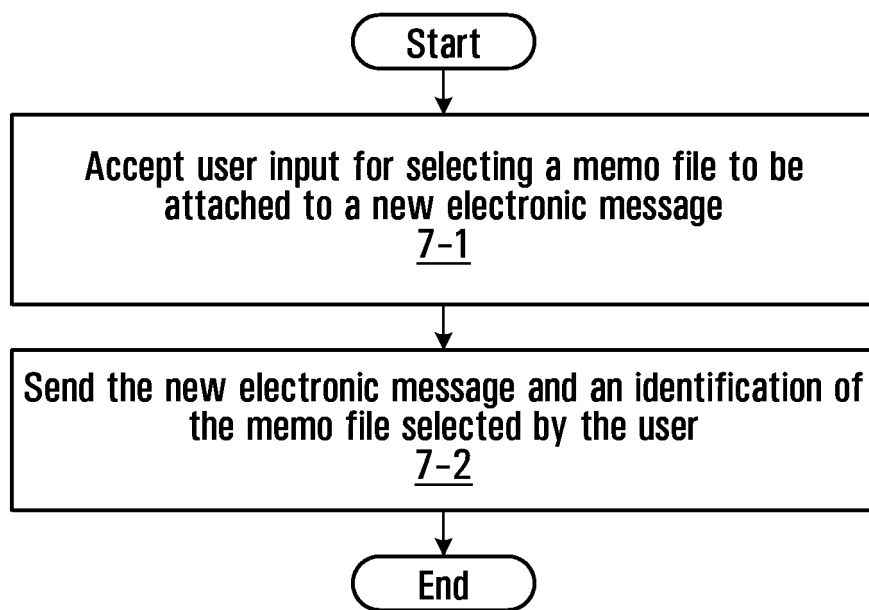 Start
Accept user input for selecting a memo file to be
attached to a new electronic message
7-1
Send the new electronic message and an identification of
the memo file selected by the user
7-2
End